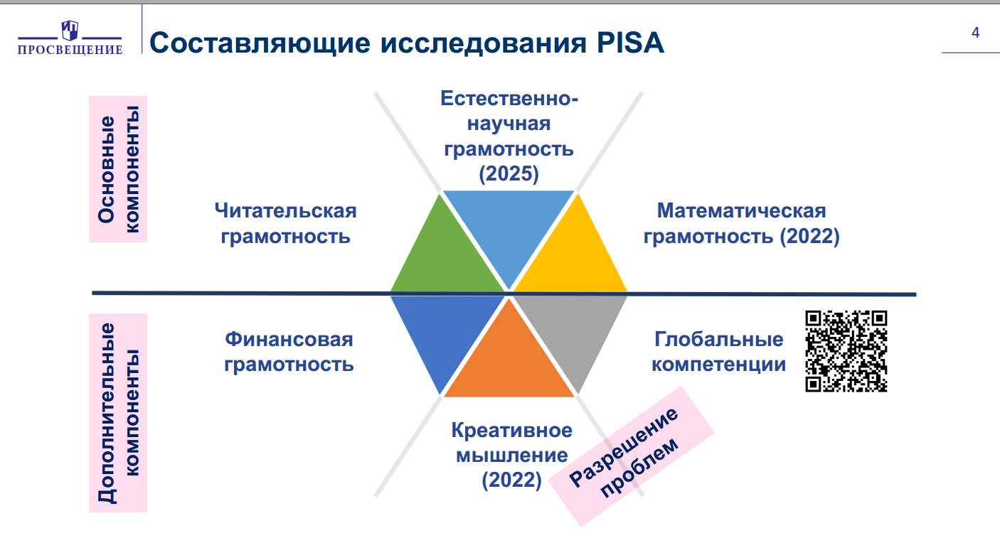 ПРОСВЕЩЕНИЕ
Составляющие исследования PISA
4
Основные
компоненты
Естественно-
научная
грамотность
(2025)
Читательская
грамотность
Математическая
грамотность (2022)
Дополнительные
компоненты
Финансовая
грамотность
Глобальные
компетенции
Креативное
мышление
(2022)
Разрешение
проблем